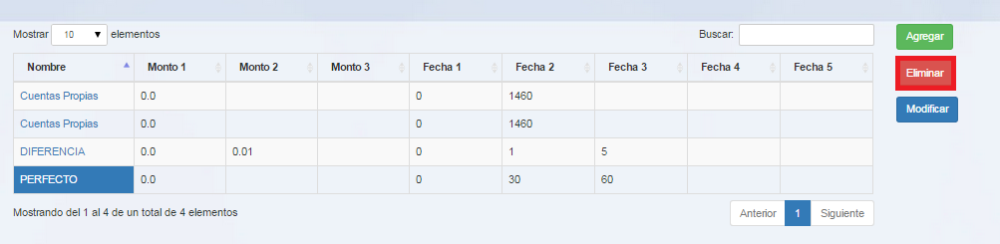 Mostrar 10 elementos Buscar: Agregar
Nombre Monto 1 Monto 2 Monto 3 Fecha 1 Fecha 2 Fecha 3 Fecha 4 Fecha 5
Eliminar
Cuentas Propias 0.0 0 1460
Modificar
Cuentas Propias 0.0 0 1460
DIFERENCIA 0.0 0.01 0 1 5
PERFECTO 0.0 0 30 60
Mostrando del 1 al 4 de un total de 4 elementos Anterior 1 Siguiente